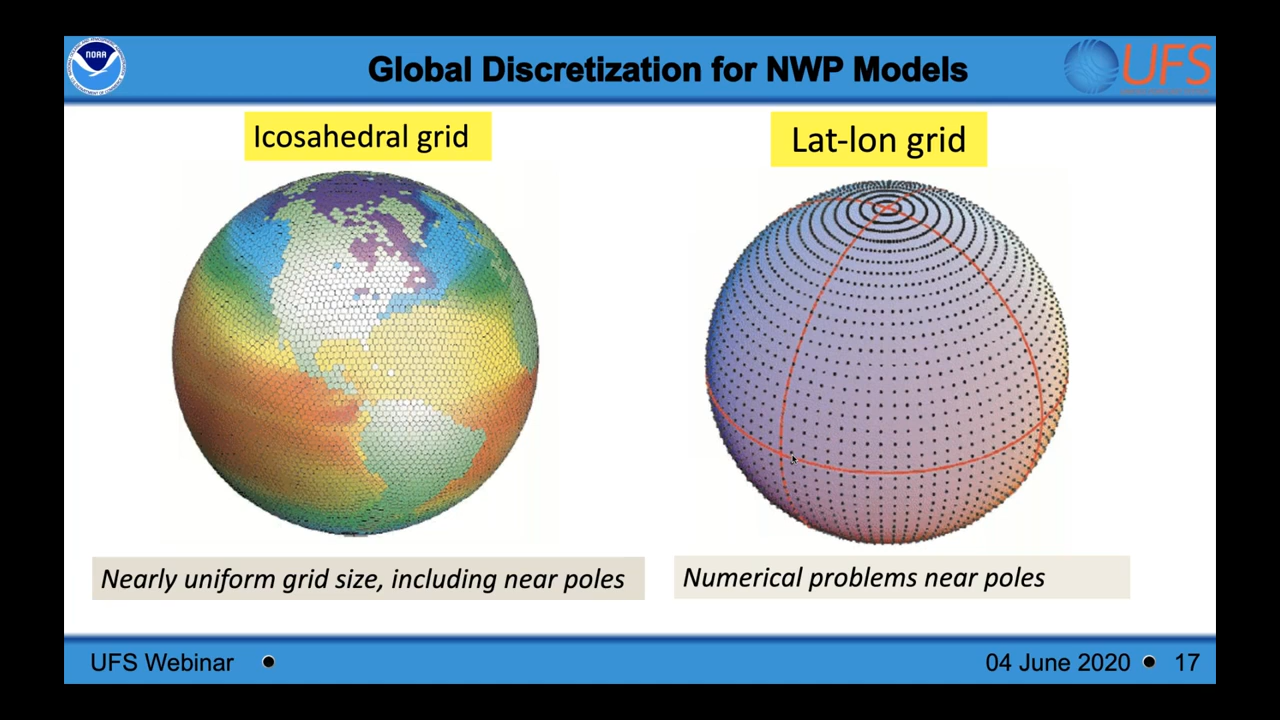 NOAA
Global Discretization for NWP Models
UFS
Icosahedral grid
Lat-lon grid
Nearly uniform grid size, including near poles
Numerical problems near poles
UFS Webinar •
04 June 2020 • 17